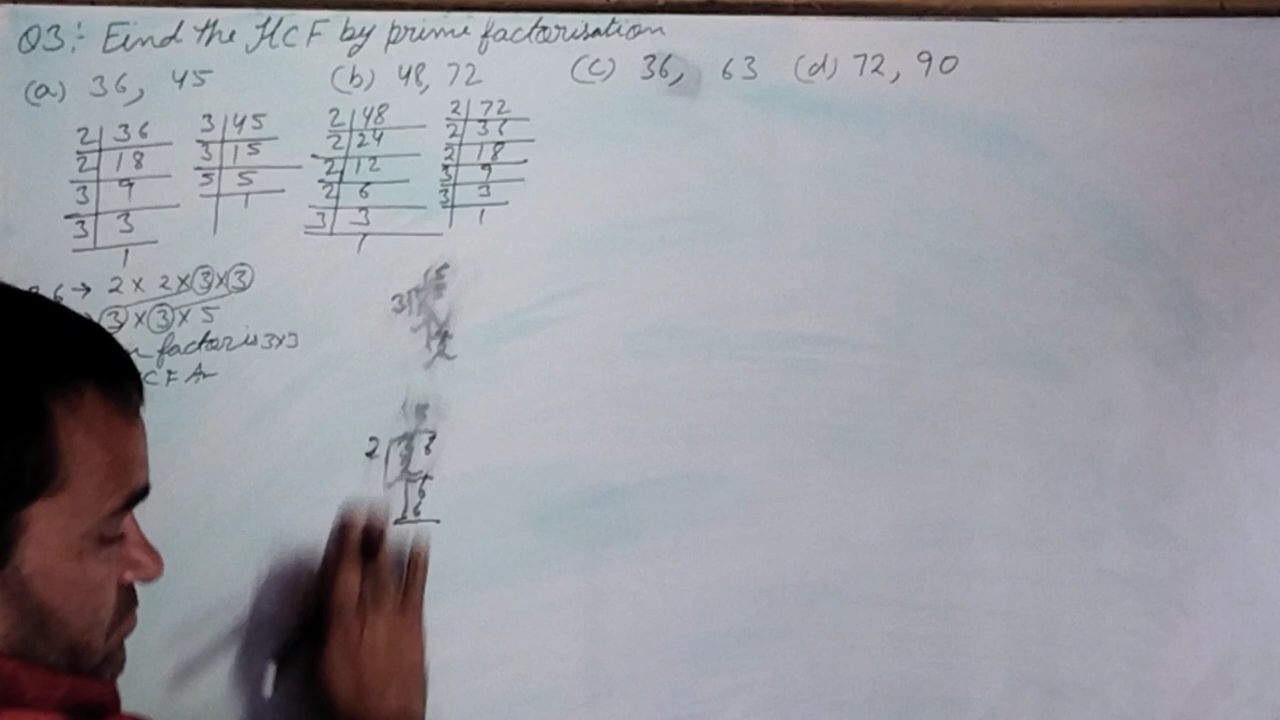 Q3:- Find the HCF by prime factorisation
(a) 36, 45 (b) 48, 72 (c) 36, 63 (d) 72, 90
2 | 36
2 | 18
3 | 9
3 | 3
1
3 | 45
3 | 15
5 | 5
1
2 | 48
2 | 24
2 | 12
2 | 6
3 | 3
1
2 | 72
2 | 36
2 | 18
3 | 9
3 | 3
1
6 → 2 × 2 × 3 × 3
3 × 3 × 5
factor is 3×3
CF
2